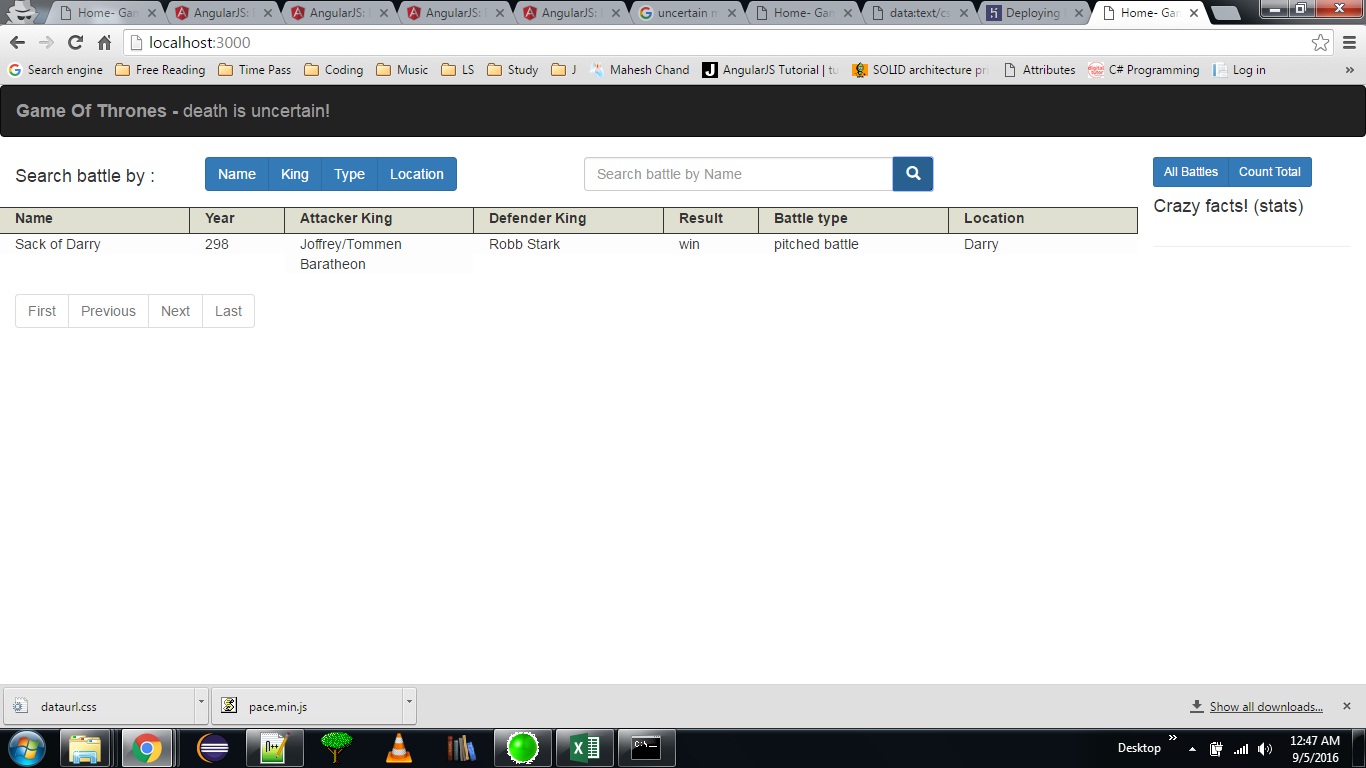 Home- Gam
AngularJS: I
AngularJS:
AngularJS: I
AngularJS:
uncertain m
Home- Gam
data:text/cs
Deploying
Home- Gam
localhost:3000
Search engine Free Reading Time Pass Coding Music LS Study J Mahesh Chand AngularJS Tutorial | tu SOLID architecture pri Attributes C# Programming Log in »
Game Of Thrones - death is uncertain!
Search battle by : Name King Type Location Search battle by Name All Battles Count Total
Crazy facts! (stats)
Name Year Attacker King Defender King Result Battle type Location
Sack of Darry 298 Joffrey/Tommen Robb Stark win pitched battle Darry
Baratheon
First Previous Next Last
dataurl.css pace.min.js Show all downloads...
Desktop » 12:47 AM
9/5/2016